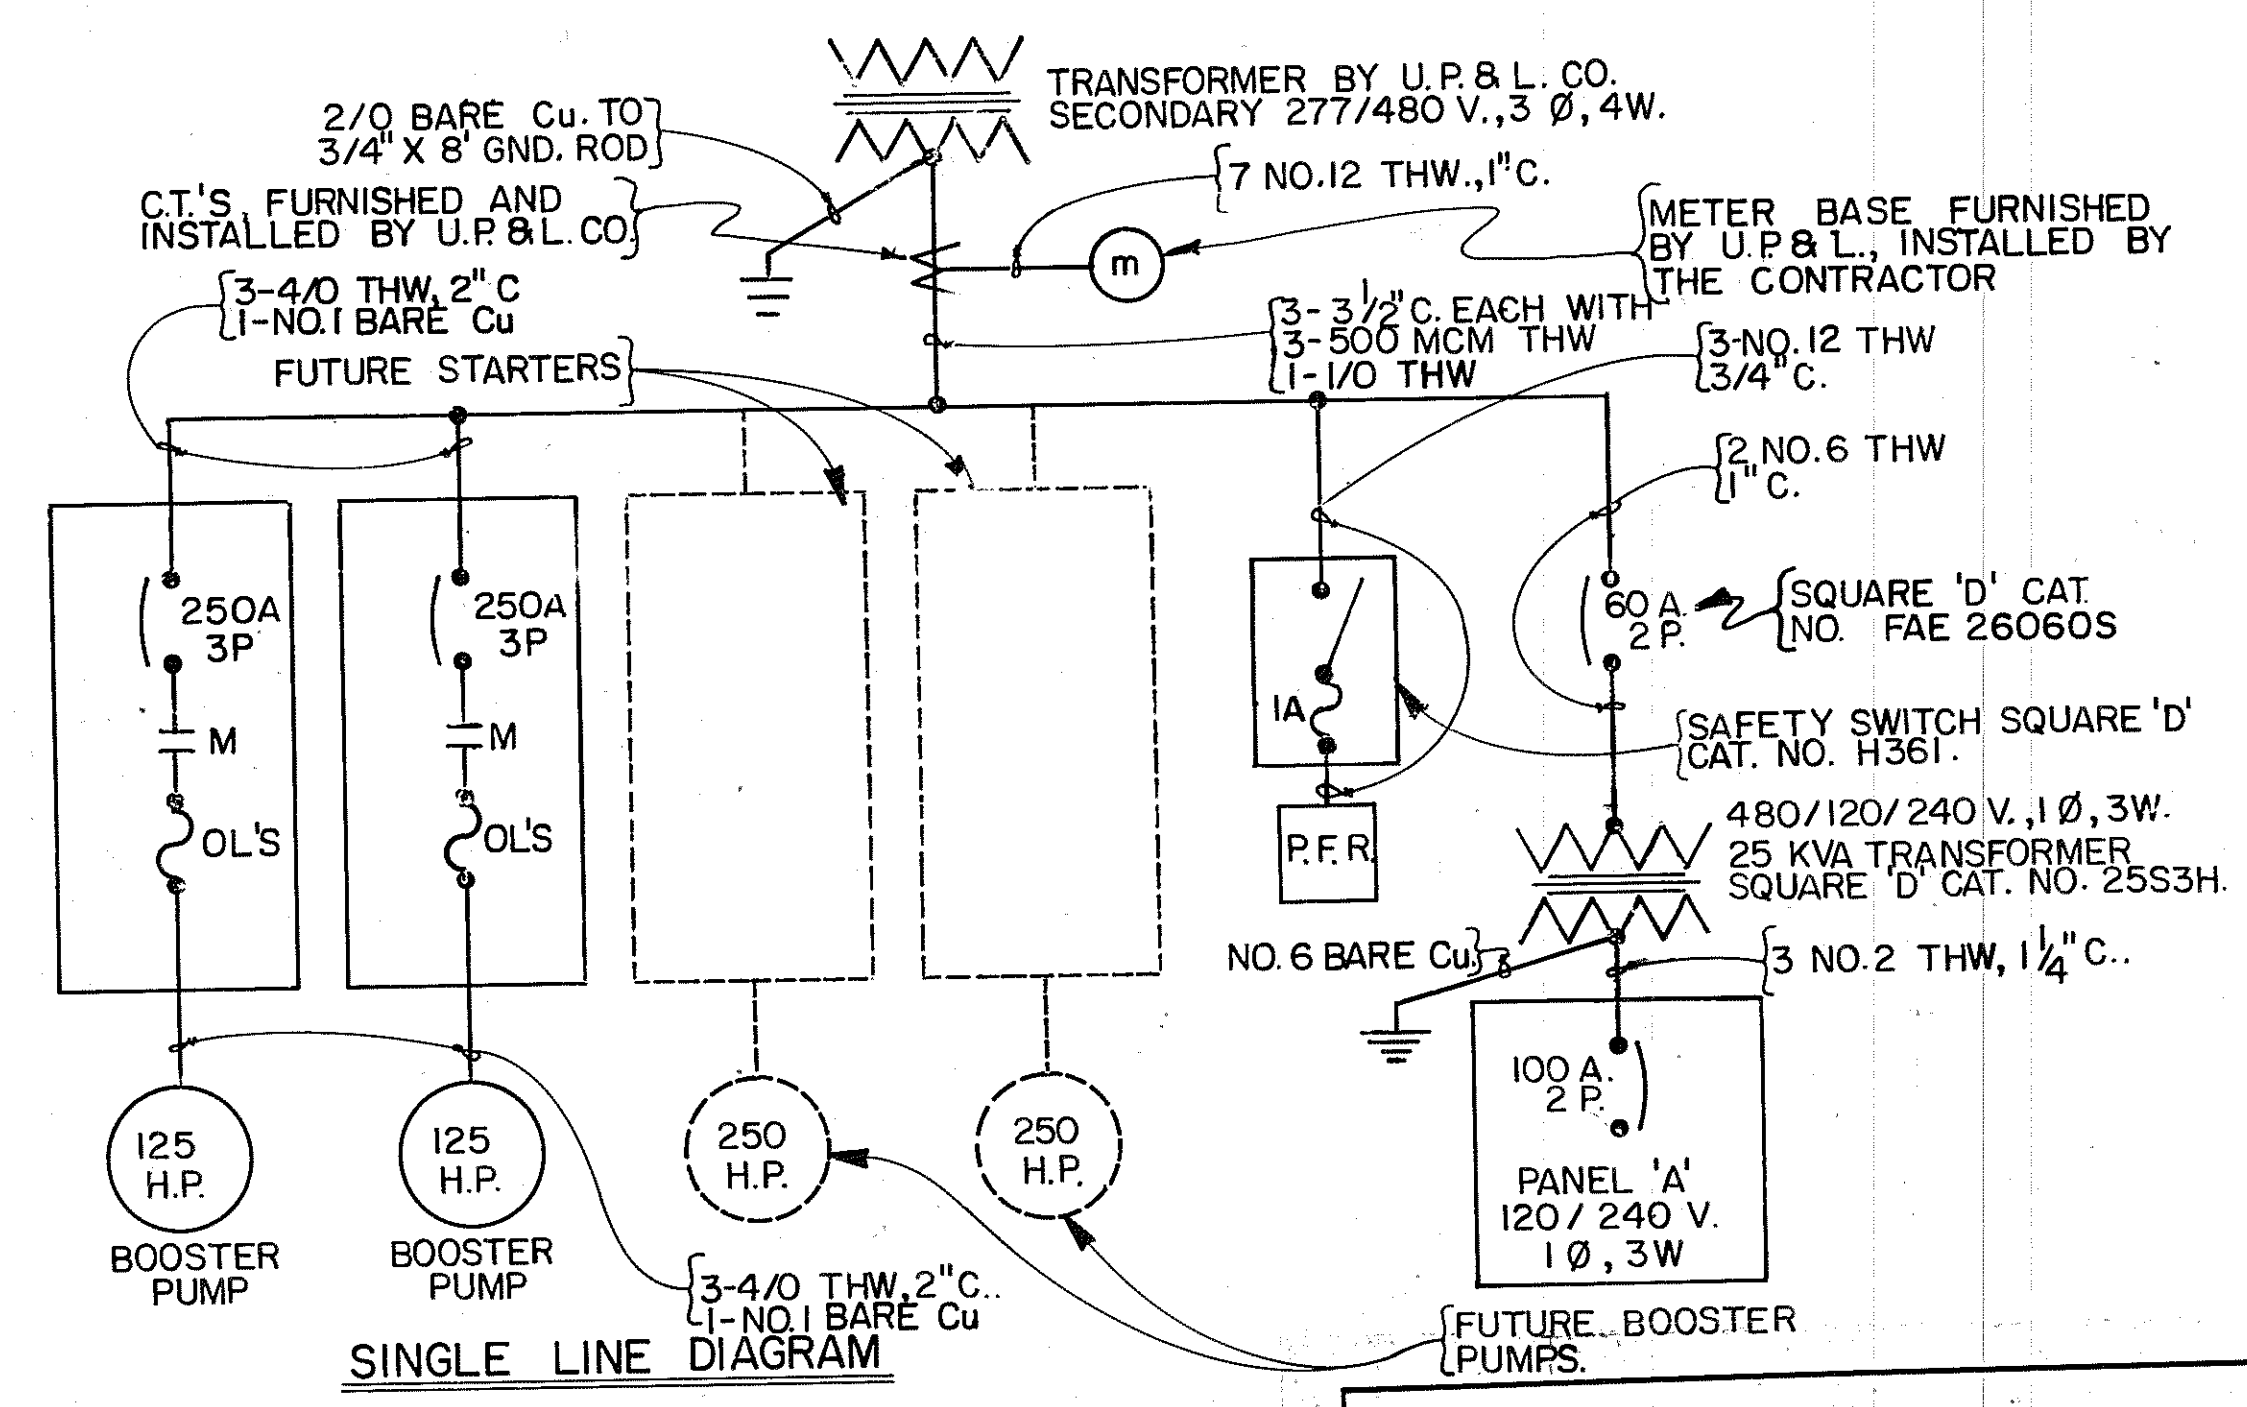 TRANSFORMER BY U.P.&L. CO.
SECONDARY 277/480 V.,3 Ø,4W.
2/0 BARE Cu. TO
3/4" X 8' GND. ROD
7 NO.12 THW.,1"C.
C.T.'S, FURNISHED AND
INSTALLED BY U.P.&L.CO.
m
METER BASE FURNISHED
BY U.P.&L., INSTALLED BY
THE CONTRACTOR
3-4/0 THW, 2" C
1-NO.1 BARE Cu
3-3 1/2"C. EACH WITH
3-500 MCM THW
1-1/0 THW
3-NO.12 THW
3/4"C.
FUTURE STARTERS
2 NO.6 THW
1" C.
250A
3P
M
OL'S
250A
3P
M
OL'S
1A
P.F.R.
60 A.
2 P.
SQUARE 'D' CAT.
NO. FAE 26060S
SAFETY SWITCH SQUARE 'D'
CAT. NO. H361.
480/120/240 V.,1 Ø,3W.
25 KVA TRANSFORMER
SQUARE 'D' CAT. NO. 25S3H.
NO.6 BARE Cu.
3 NO.2 THW, 1 1/4" C..
100 A.
2 P.
PANEL 'A'
120/240 V.
1 Ø, 3W
125
H.P.
BOOSTER
PUMP
125
H.P.
BOOSTER
PUMP
250
H.P.
250
H.P.
3-4/0 THW, 2"C..
1-NO.1 BARE Cu
FUTURE BOOSTER
PUMPS.
SINGLE LINE DIAGRAM